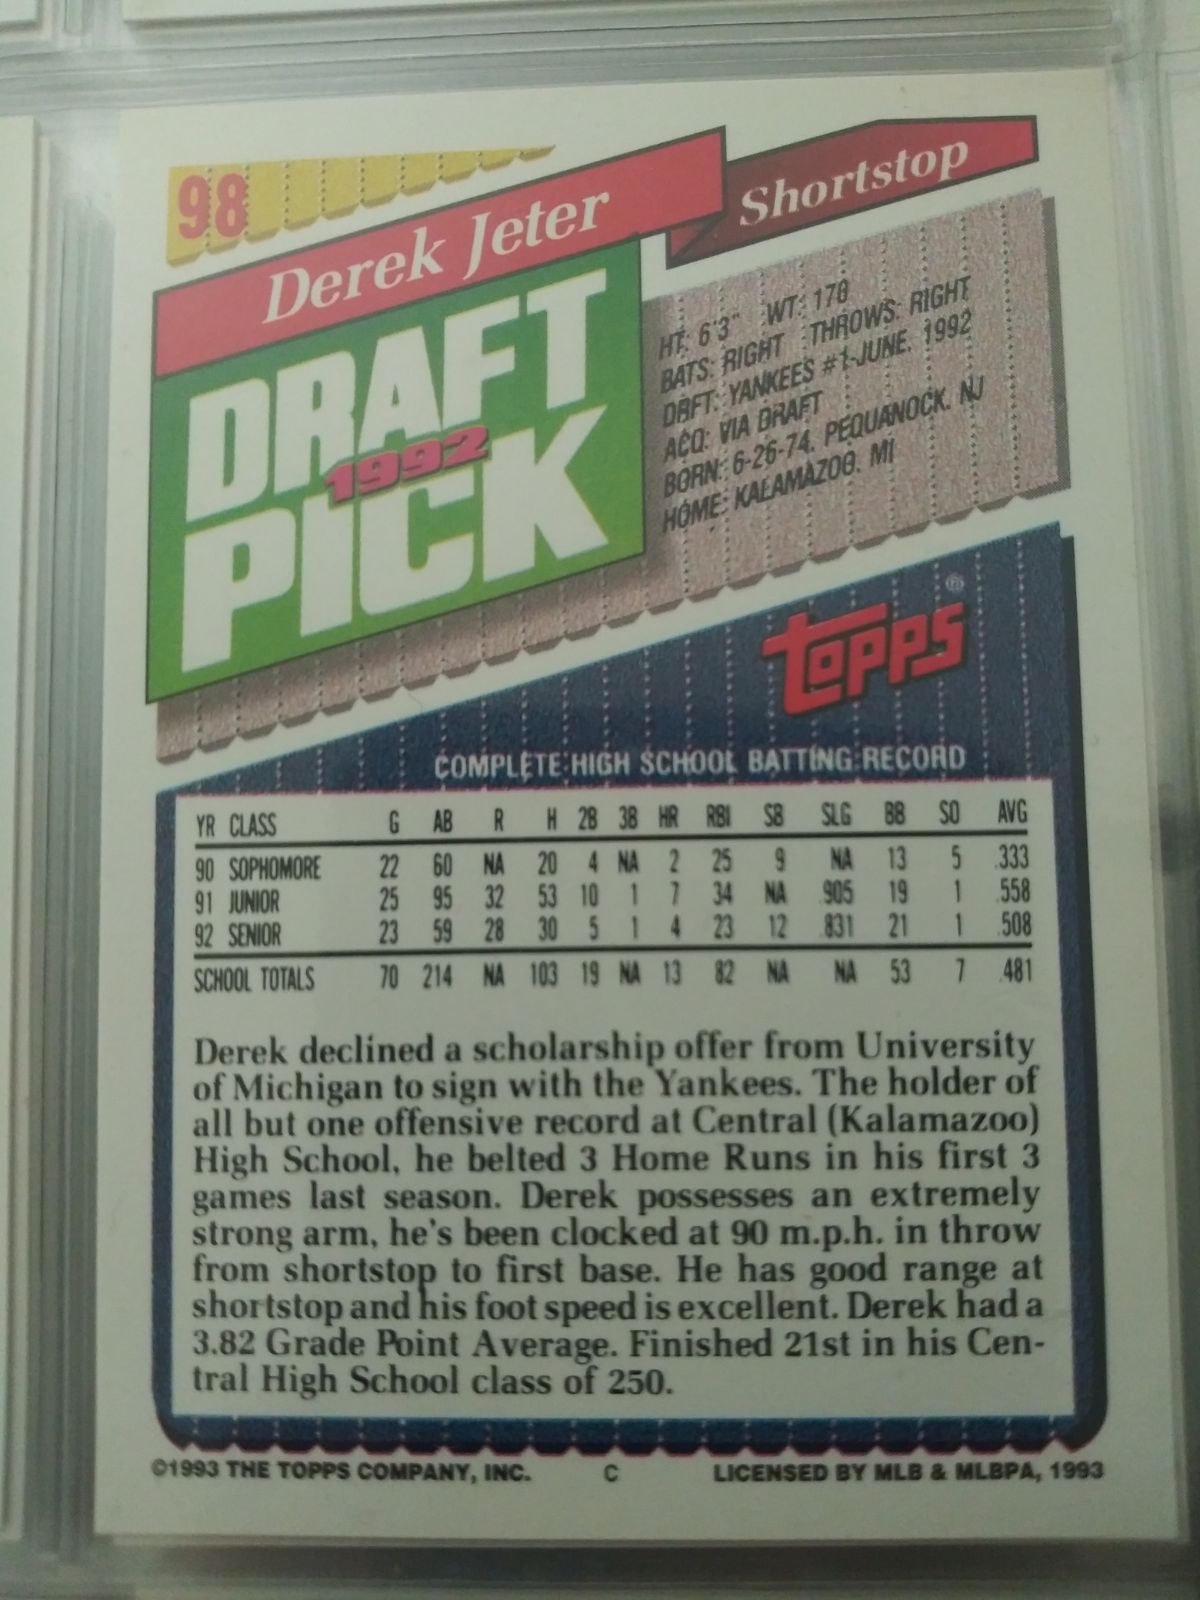 98
Derek Jeter
Shortstop
DRAFT
1992
PICK
HT: 6'3" WT: 178
BATS: RIGHT THROWS: RIGHT
DRFT: YANKEES #1-JUNE, 1992
ACQ: VIA DRAFT
BORN: 6-26-74, PEQUANOCK, NJ
HOME: KALAMAZOO, MI
TOPPS®
COMPLETE HIGH SCHOOL BATTING RECORD
YR CLASS G AB R H 2B 3B HR RBI SB SLG BB SO AVG
90 SOPHOMORE 22 60 NA 20 4 NA 2 25 9 NA 13 5 .333
91 JUNIOR 25 95 32 53 10 1 7 34 NA .905 19 1 .558
92 SENIOR 23 59 28 30 5 1 4 23 12 .831 21 1 .508
SCHOOL TOTALS 70 214 NA 103 19 NA 13 82 NA NA 53 7 .481
Derek declined a scholarship offer from University
of Michigan to sign with the Yankees. The holder of
all but one offensive record at Central (Kalamazoo)
High School, he belted 3 Home Runs in his first 3
games last season. Derek possesses an extremely
strong arm, he's been clocked at 90 m.p.h. in throw
from shortstop to first base. He has good range at
shortstop and his foot speed is excellent. Derek had a
3.82 Grade Point Average. Finished 21st in his Cen-
tral High School class of 250.
©1993 THE TOPPS COMPANY, INC. C LICENSED BY MLB & MLBPA, 1993